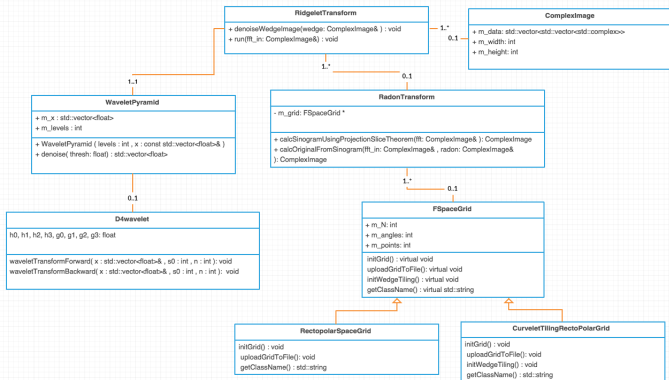 RidgeletTransform
+ denoiseWedgeImage(wedge: ComplexImage& ) : void
+ run(fft_in: ComplexImage&) : void
1..*
0..1
ComplexImage
+ m_data: std::vector<std::vector<std::complex>>
+ m_width: int
+ m_height: int
1..1
1..*
0..1
WaveletPyramid
+ m_x : std::vector<float>
+ m_levels : int
+ WaveletPyramid ( levels : int , x : const std::vector<float>& )
+ denoise( thresh: float) : std::vector<float>
RadonTransform
- m_grid: FSpaceGrid *
+ calcSinogramUsingProjectionSliceTheorem(fft: ComplexImage& ): ComplexImage
+ calcOriginalFromSinogram(fft_in: ComplexImage& , radon: ComplexImage&
): ComplexImage
0..1
1..*
0..1
D4wavelet
h0, h1, h2, h3, g0, g1, g2, g3: float
waveletTransformForward( x : std::vector<float>& , s0 : int , n : int ): void
waveletTransformBackward( x : std::vector<float>& , s0 : int , n : int ): void
FSpaceGrid
+ m_N: int
+ m_angles: int
+ m_points: int
initGrid() : virtual void
uploadGridToFile(): virtual void
initWedgeTiling() : virtual void
getClassName() : virtual std::string
RectopolarSpaceGrid
initGrid() : void
uploadGridToFile(): void
getClassName() : std::string
CurveletTilingRectoPolarGrid
initGrid() : void
uploadGridToFile(): void
initWedgeTiling() : void
getClassName() : std::string